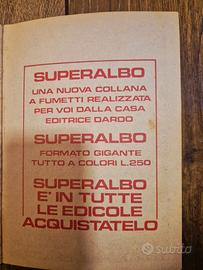 SUPERALBO
UNA NUOVA COLLANA
A FUMETTI REALIZZATA
PER VOI DALLA CASA
EDITRICE DARDO
SUPERALBO
FORMATO GIGANTE
TUTTO A COLORI L.250
SUPERALBO
E' IN TUTTE
LE EDICOLE
ACQUISTATELO
subito